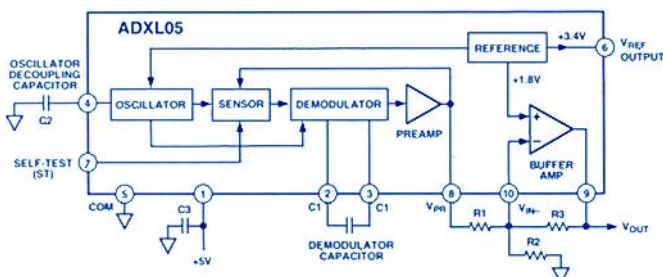 ADXL05
OSCILLATOR
DECOUPLING
CAPACITOR
C2
4
OSCILLATOR
SENSOR
DEMODULATOR
PREAMP
REFERENCE
+3.4V
6
VREF
OUTPUT
+1.8V
+
−
BUFFER
AMP
SELF-TEST
(ST)
7
COM
5
1
2
3
8
10
9
C3
+5V
C1
C1
DEMODULATOR
CAPACITOR
VPR
R1
VIN−
R3
R2
VOUT